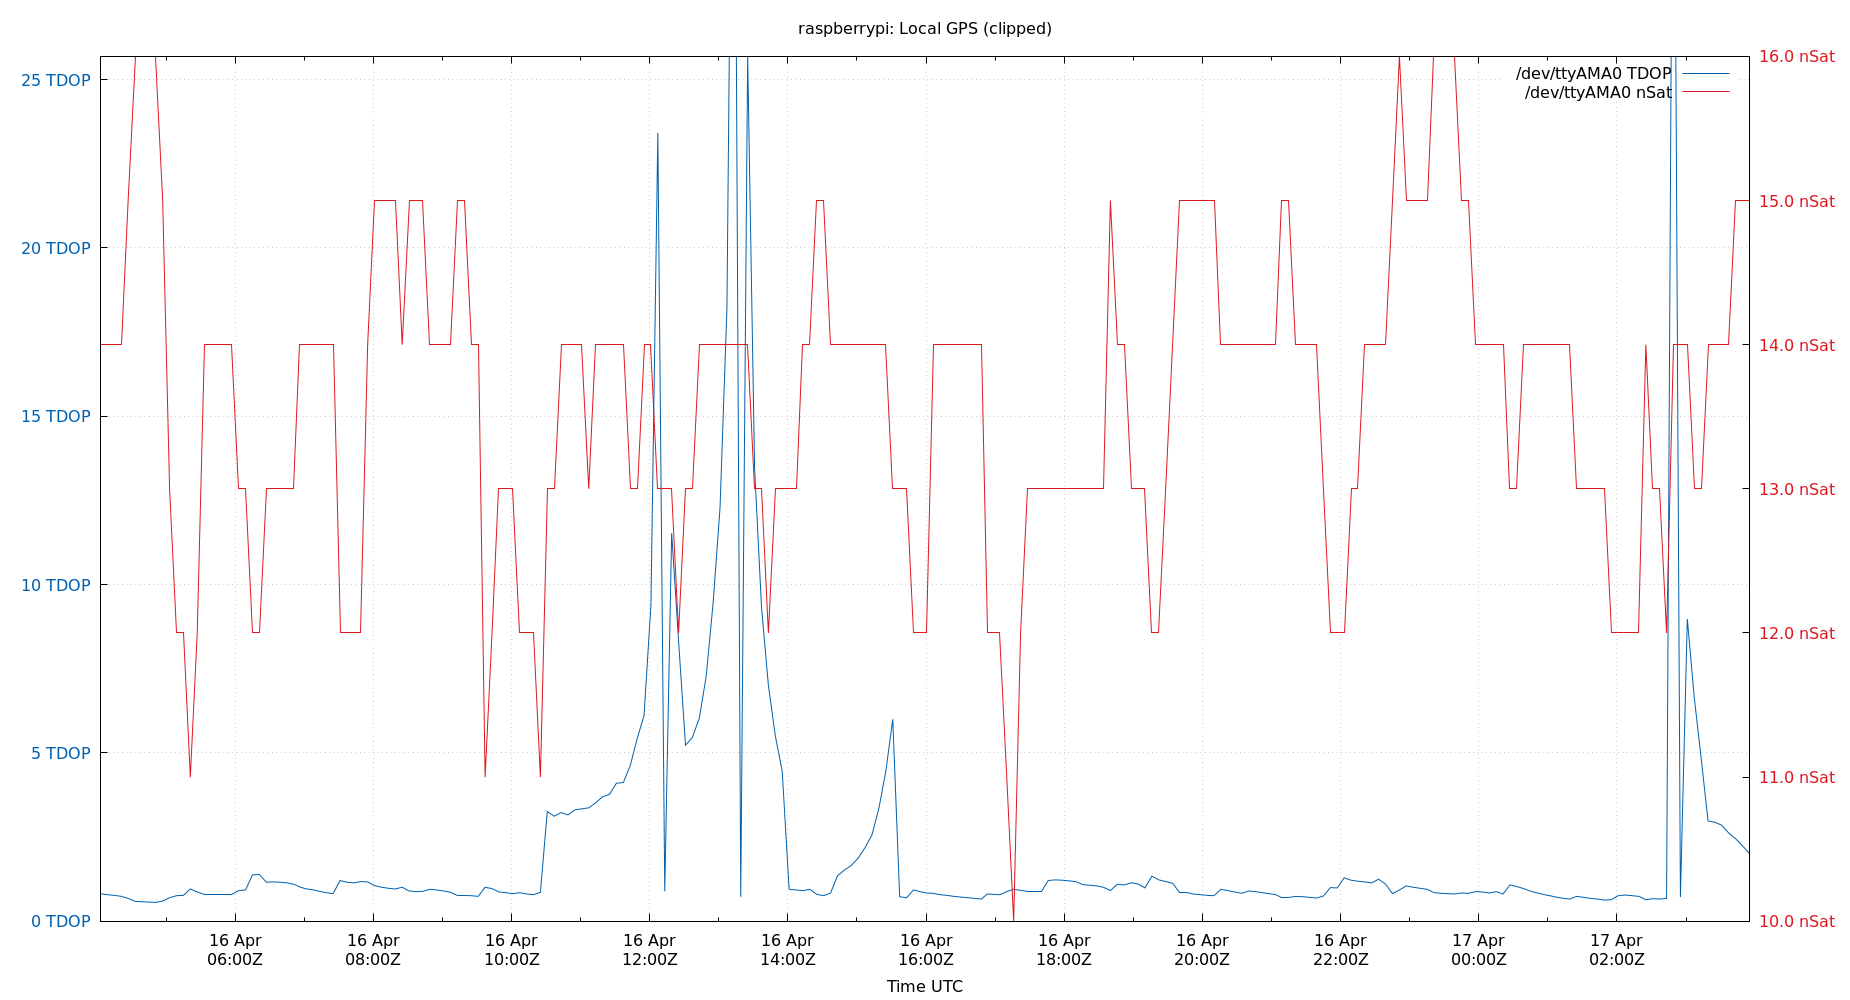 raspberrypi: Local GPS (clipped)
/dev/ttyAMA0 TDOP
/dev/ttyAMA0 nSat
25 TDOP
20 TDOP
15 TDOP
10 TDOP
5 TDOP
0 TDOP
16.0 nSat
15.0 nSat
14.0 nSat
13.0 nSat
12.0 nSat
11.0 nSat
10.0 nSat
16 Apr 16 Apr 16 Apr 16 Apr 16 Apr 16 Apr 16 Apr 16 Apr 16 Apr 17 Apr 17 Apr
06:00Z 08:00Z 10:00Z 12:00Z 14:00Z 16:00Z 18:00Z 20:00Z 22:00Z 00:00Z 02:00Z
Time UTC